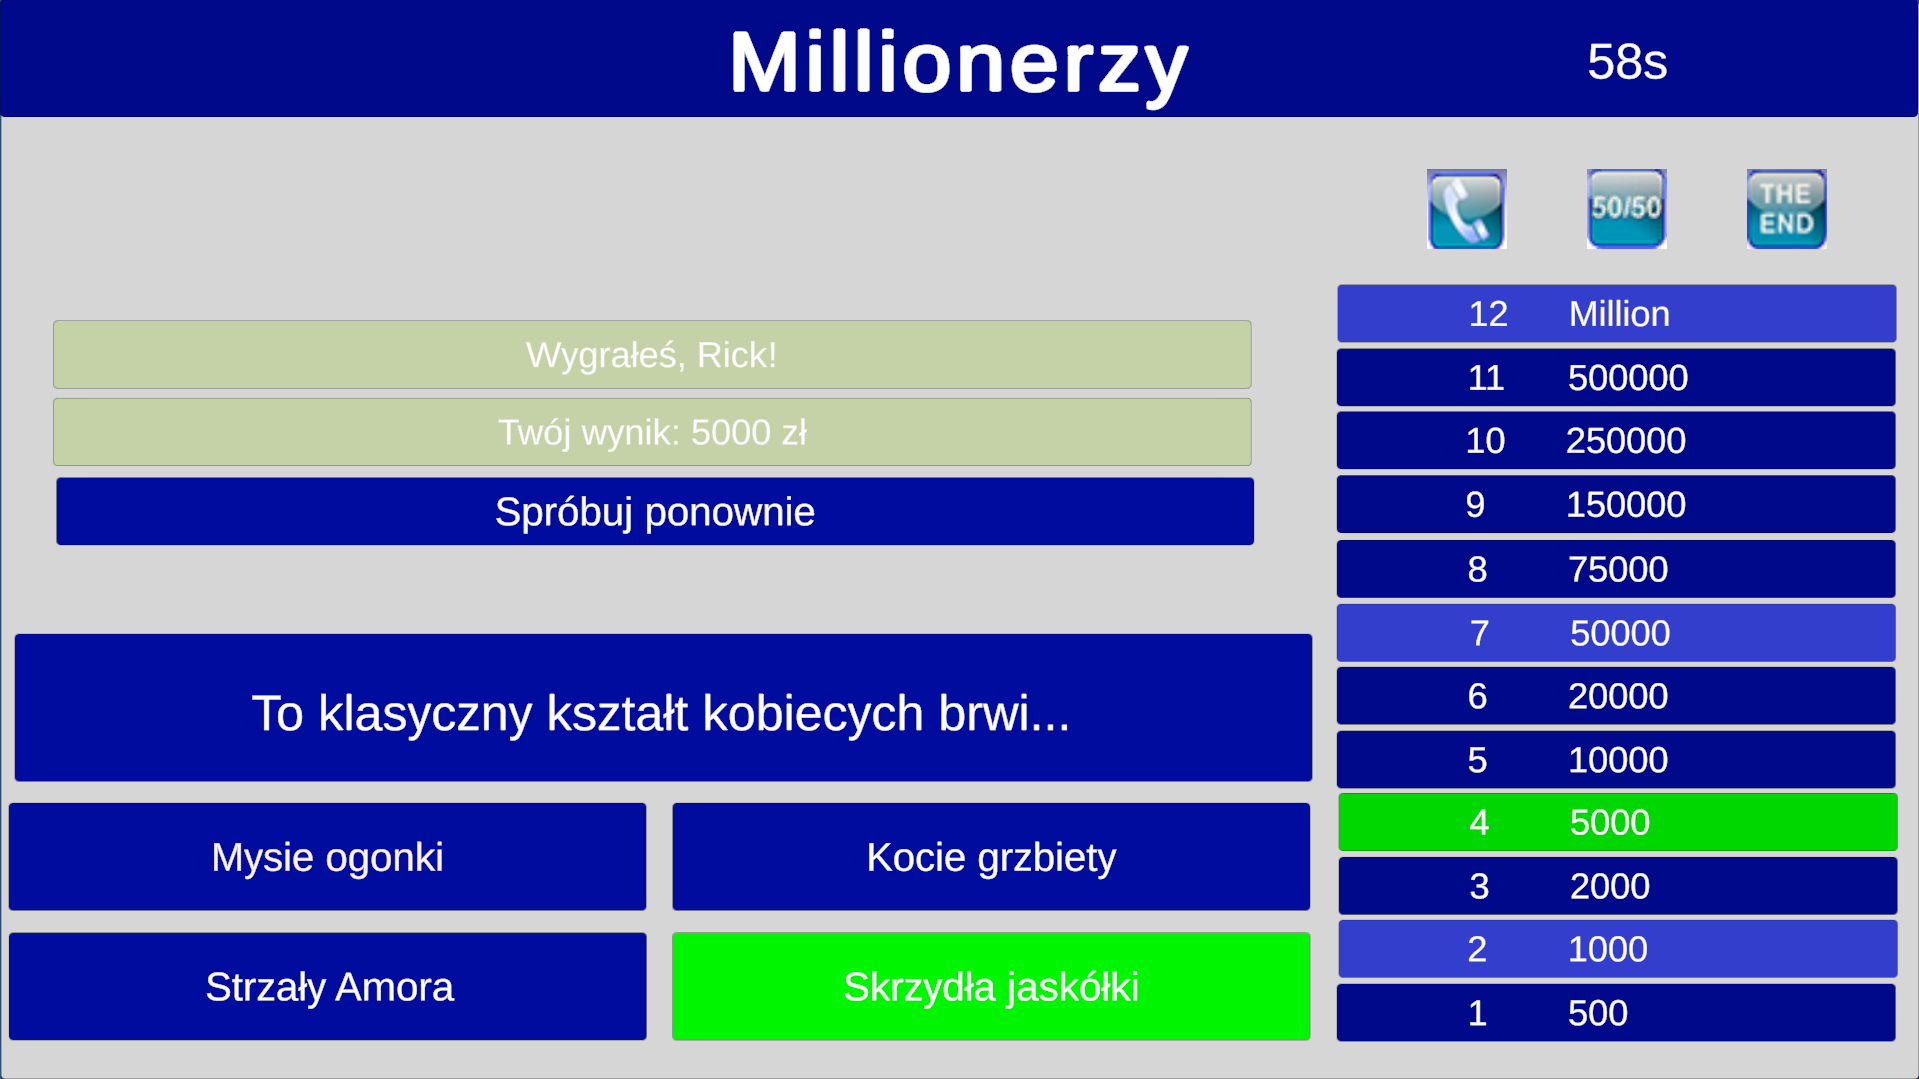 Millionerzy
58s
50/50
THE
END
Wygrałeś, Rick!
Twój wynik: 5000 zł
Spróbuj ponownie
To klasyczny kształt kobiecych brwi...
Mysie ogonki
Kocie grzbiety
Strzały Amora
Skrzydła jaskółki
12 Million
11 500000
10 250000
9 150000
8 75000
7 50000
6 20000
5 10000
4 5000
3 2000
2 1000
1 500